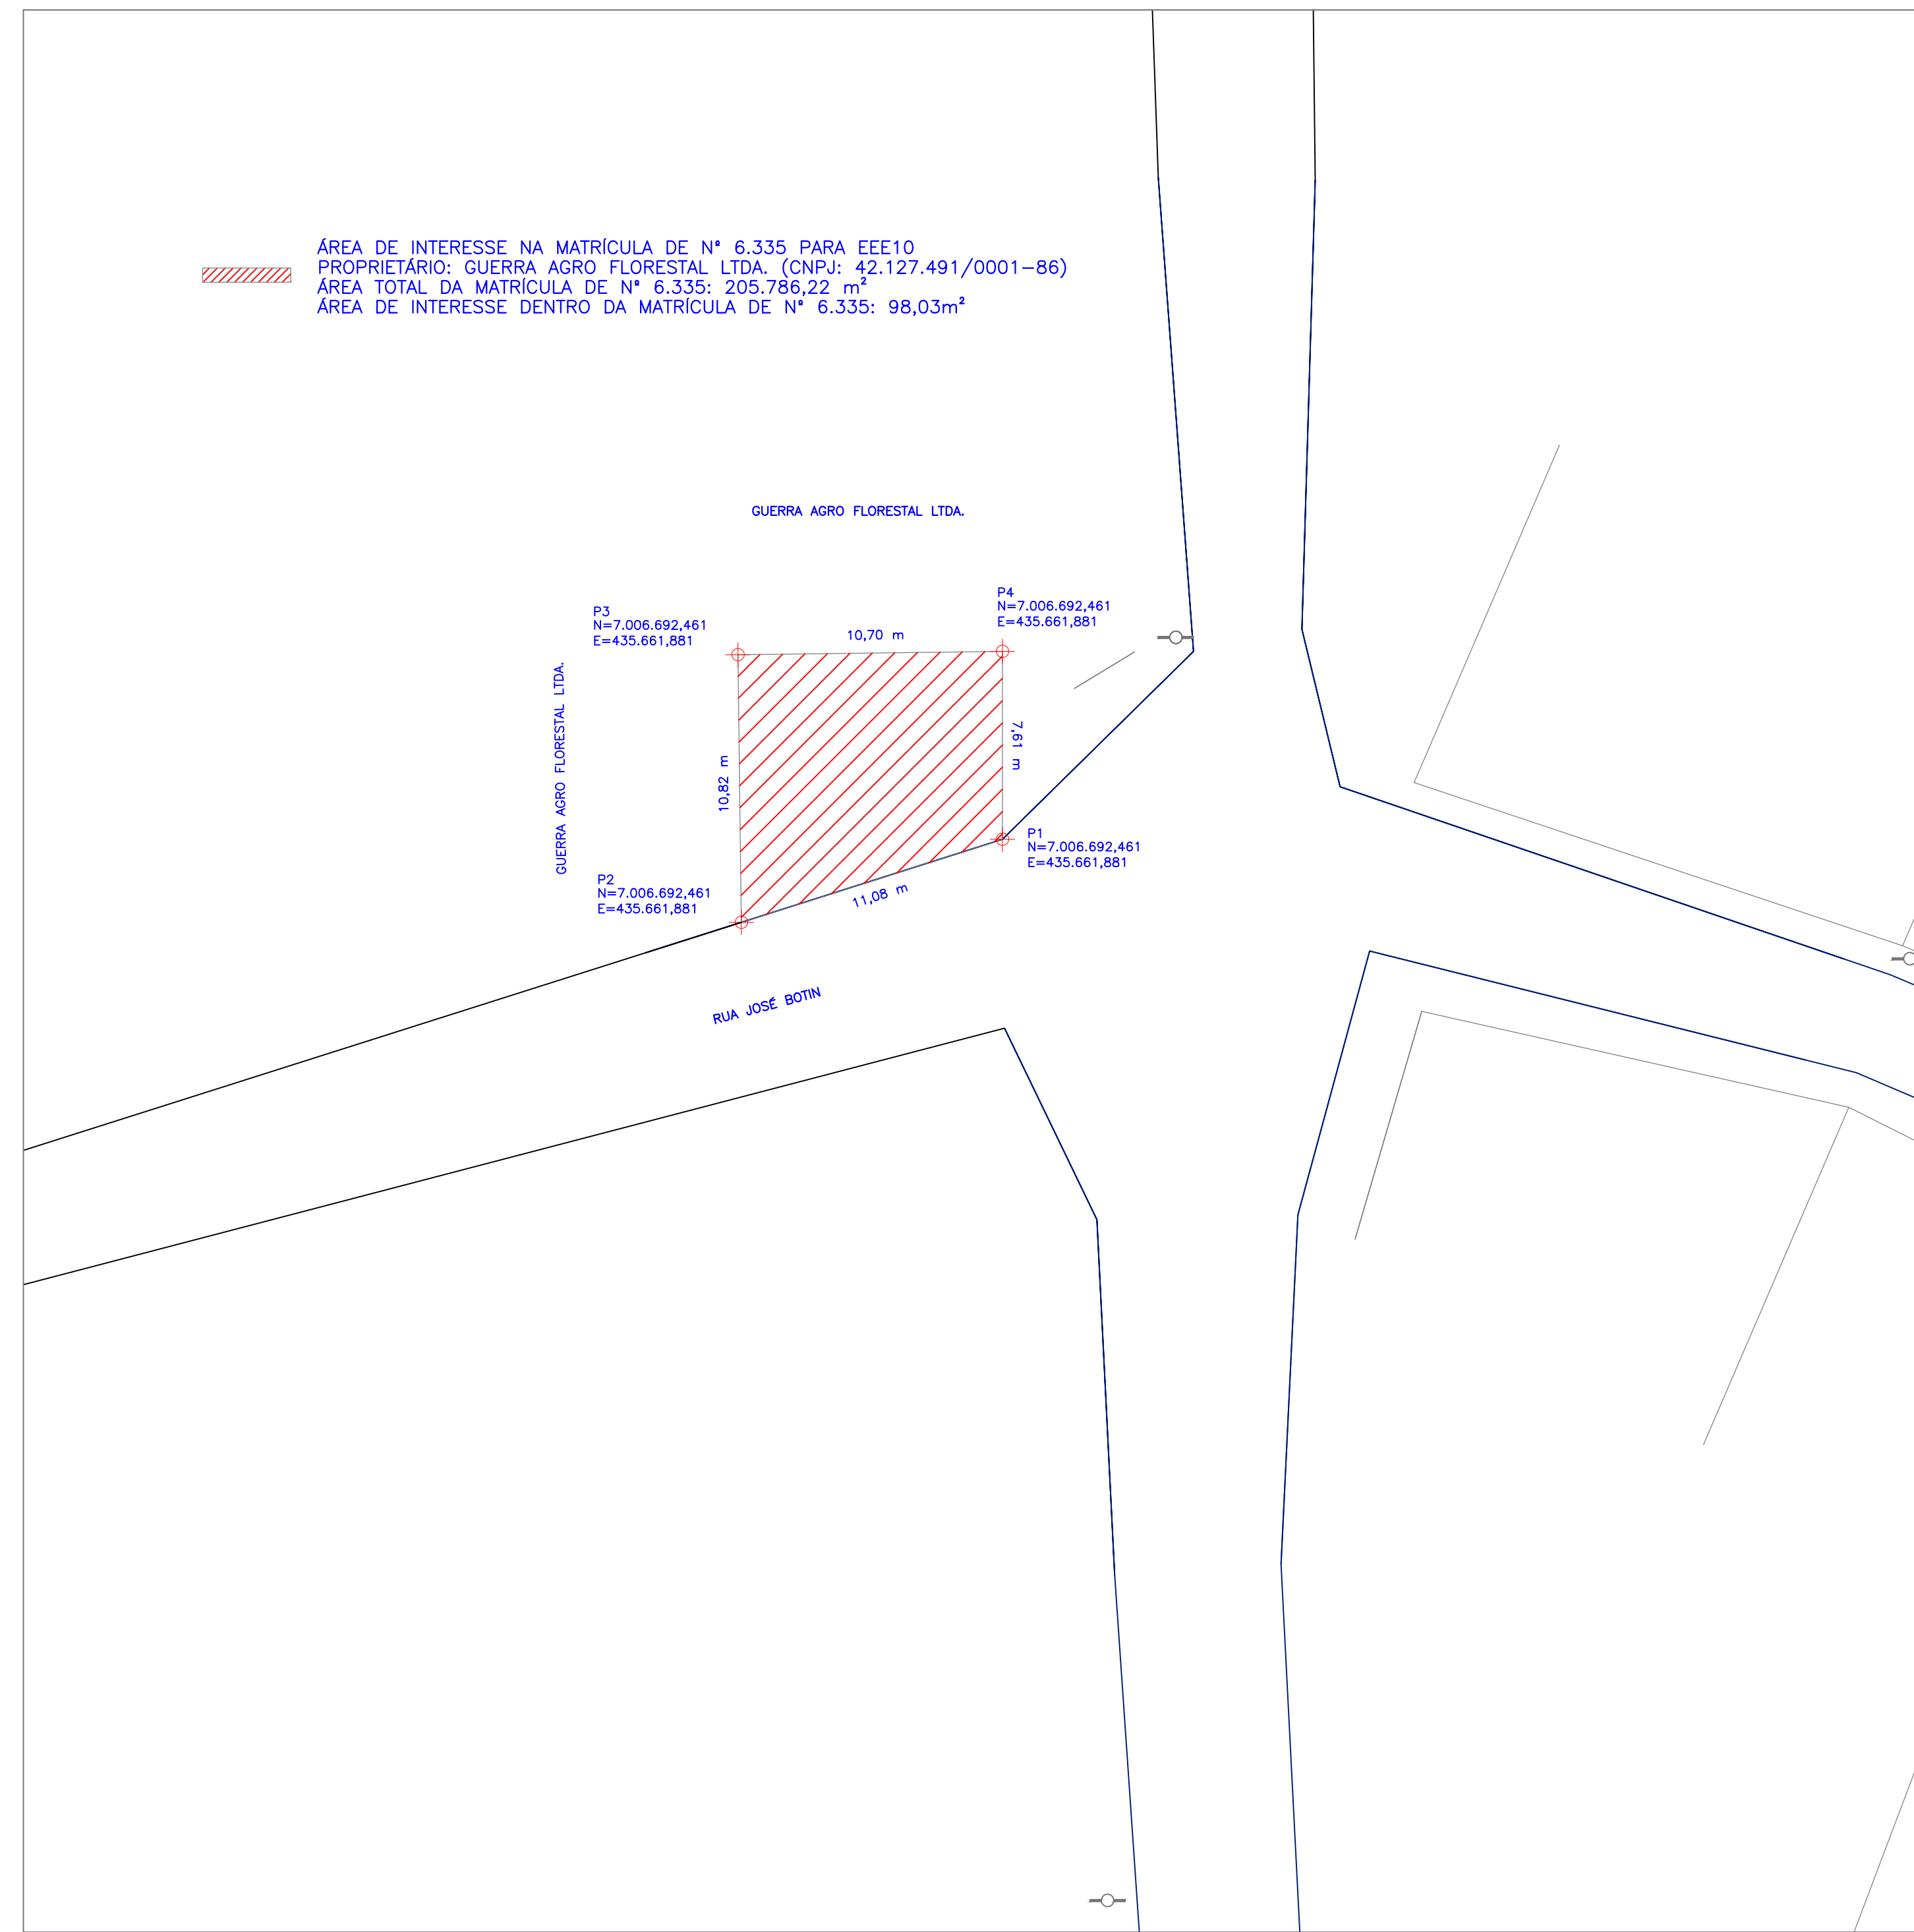 ÁREA DE INTERESSE NA MATRÍCULA DE Nº 6.335 PARA EEE10
PROPRIETÁRIO: GUERRA AGRO FLORESTAL LTDA. (CNPJ: 42.127.491/0001-86)
ÁREA TOTAL DA MATRÍCULA DE Nº 6.335: 205.786,22 m²
ÁREA DE INTERESSE DENTRO DA MATRÍCULA DE Nº 6.335: 98,03m²
GUERRA AGRO FLORESTAL LTDA.
P4
N=7.006.692,461
E=435.661,881
P3
N=7.006.692,461
E=435.661,881
10,70 m
GUERRA AGRO FLORESTAL LTDA.
10,82 m
7,61 m
P1
N=7.006.692,461
E=435.661,881
P2
N=7.006.692,461
E=435.661,881
11,08 m
RUA JOSÉ BOTIN